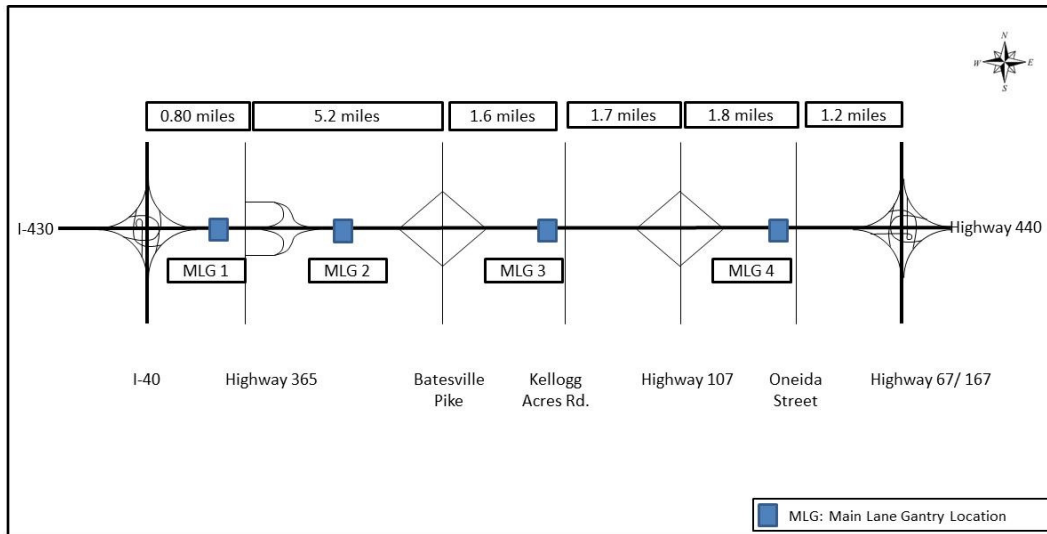 N
W E
S
0.80 miles 5.2 miles 1.6 miles 1.7 miles 1.8 miles 1.2 miles
I-430 Highway 440
MLG 1 MLG 2 MLG 3 MLG 4
I-40 Highway 365 Batesville Kellogg Highway 107 Oneida Highway 67/ 167
Pike Acres Rd. Street
MLG: Main Lane Gantry Location